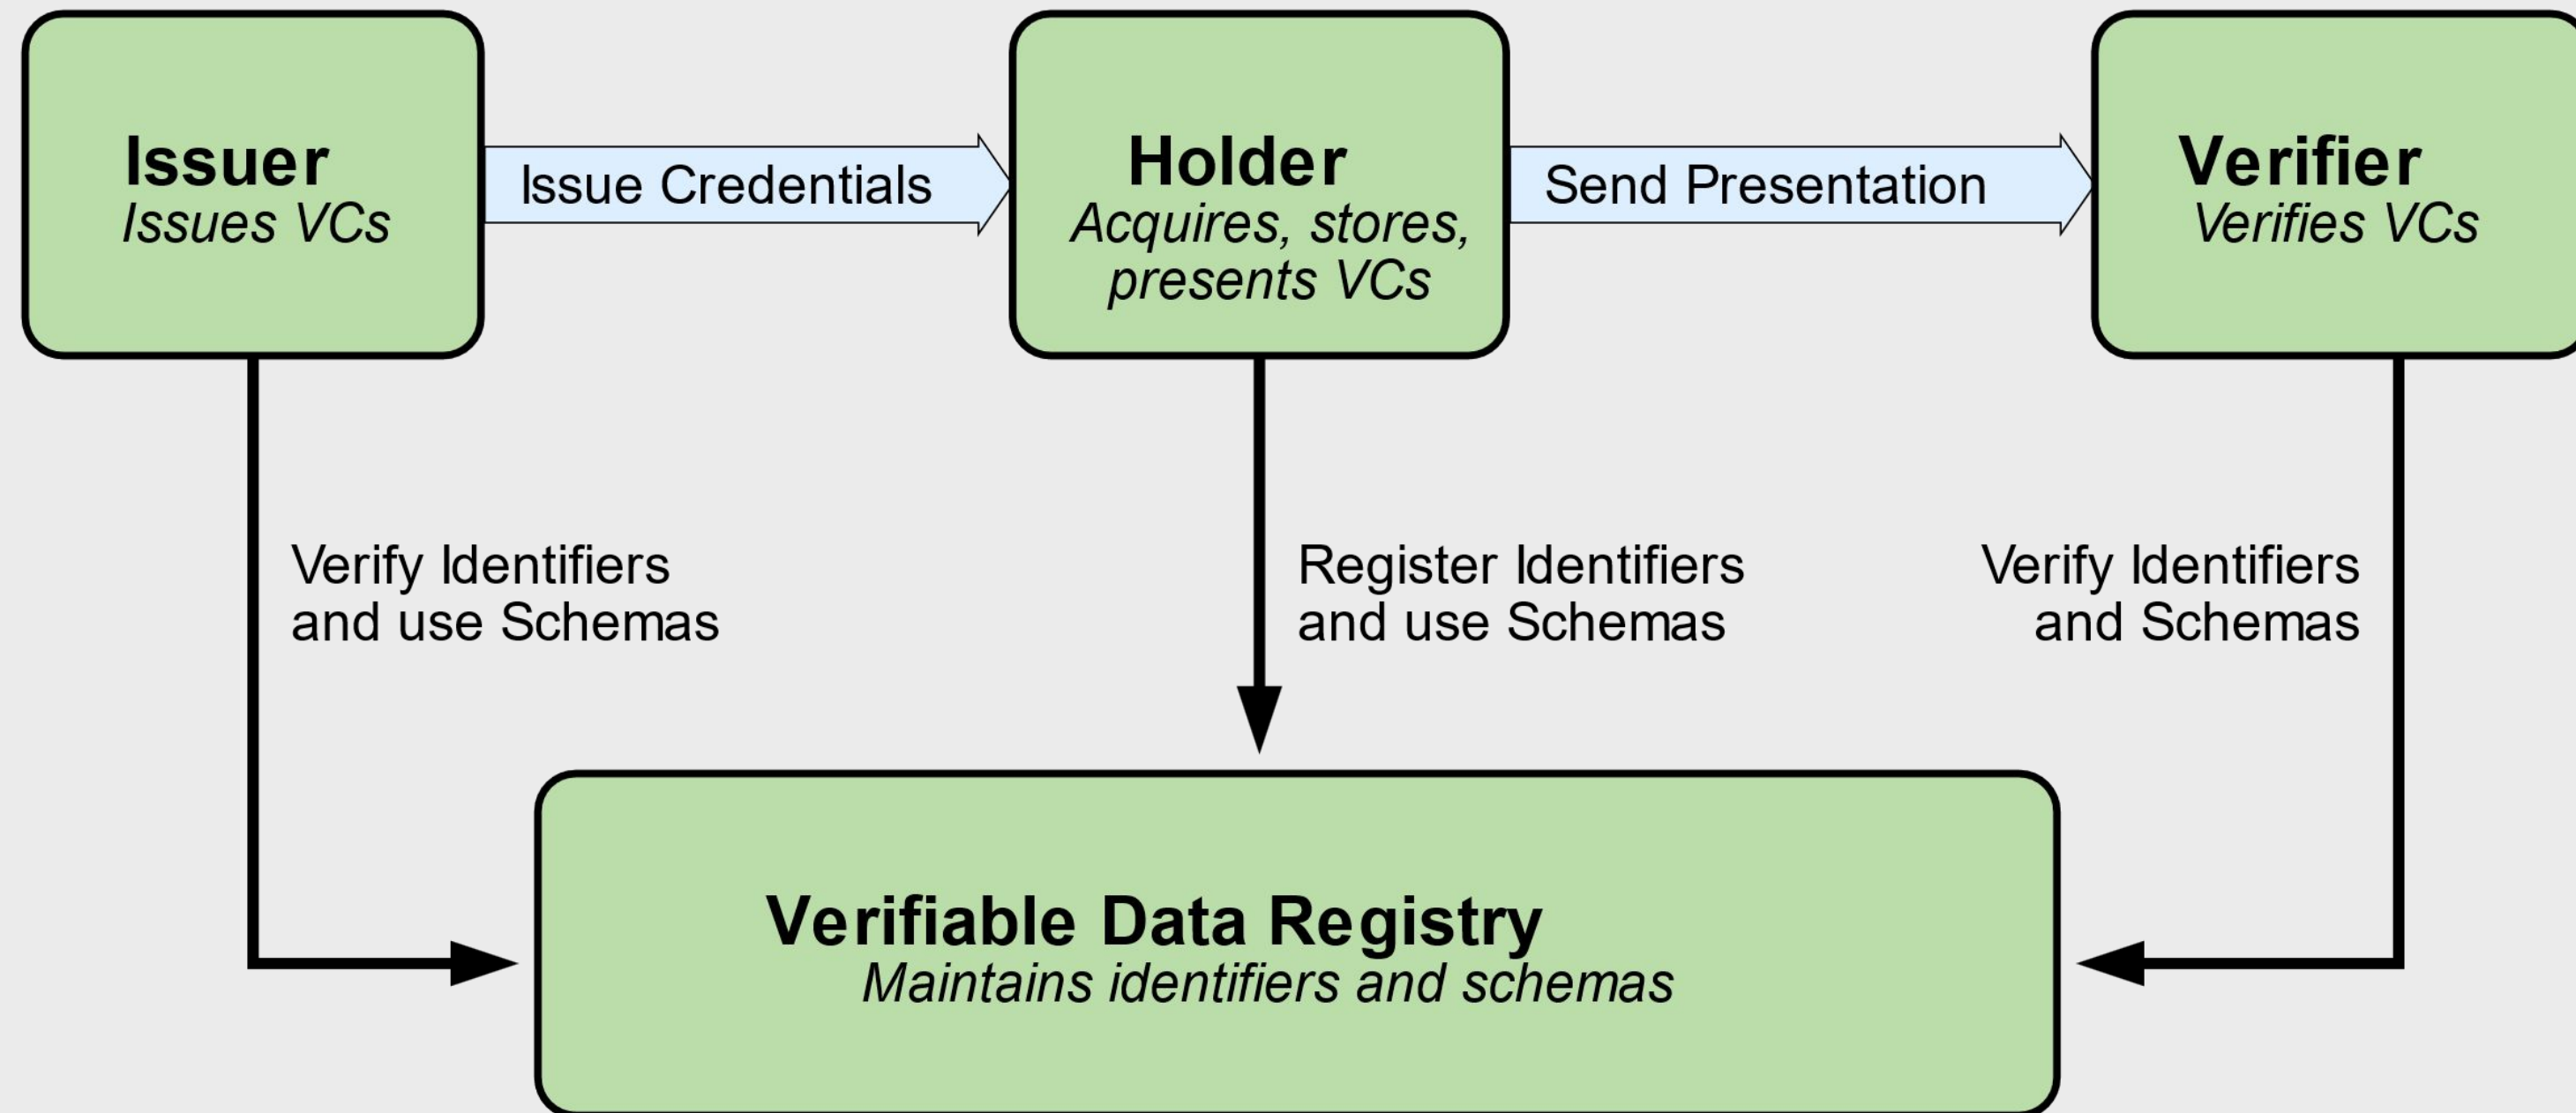 Issuer
Issues VCs
Issue Credentials
Holder
Acquires, stores,
presents VCs
Send Presentation
Verifier
Verifies VCs
Verify Identifiers
and use Schemas
Register Identifiers
and use Schemas
Verify Identifiers
and Schemas
Verifiable Data Registry
Maintains identifiers and schemas